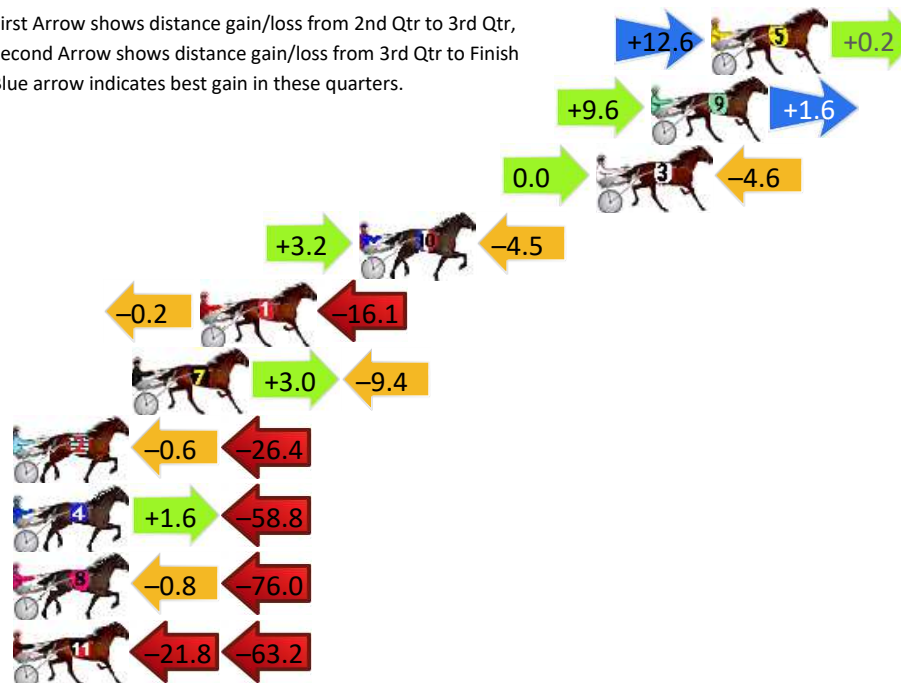 irst Arrow shows distance gain/loss from 2nd Qtr to 3rd Qtr,
econd Arrow shows distance gain/loss from 3rd Qtr to Finish
lue arrow indicates best gain in these quarters.
+12.6 5 +0.2
+9.6 9 +1.6
0.0 3 –4.6
+3.2 10 –4.5
–0.2 1 –16.1
7 +3.0 –9.4
2 –0.6 –26.4
4 +1.6 –58.8
8 –0.8 –76.0
11 –21.8 –63.2